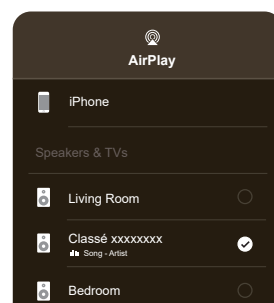 AirPlay
iPhone
Speakers & TVs
Living Room
Classé xxxxxxxx
Song - Artist
Bedroom